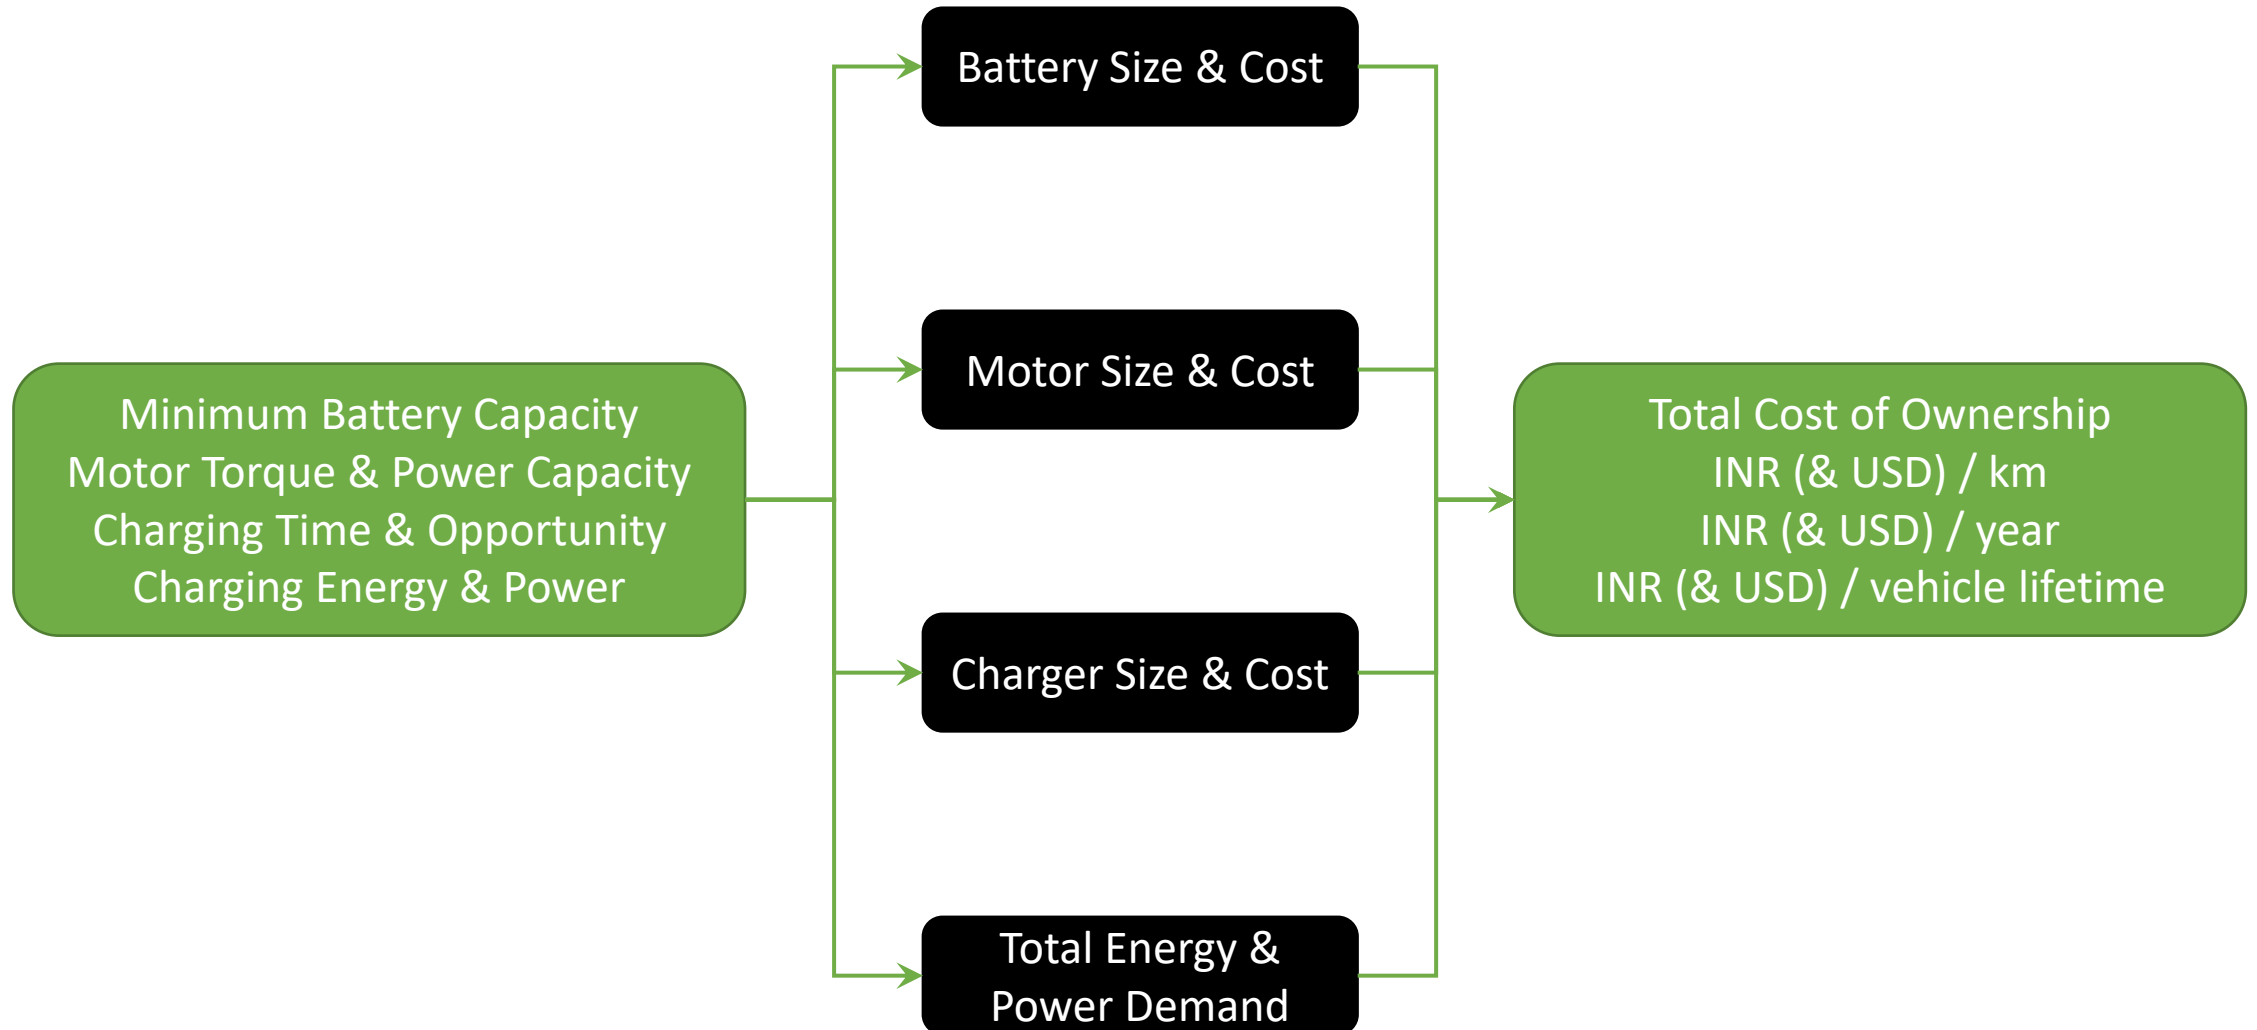 Battery Size & Cost
Motor Size & Cost
Minimum Battery Capacity
Motor Torque & Power Capacity
Charging Time & Opportunity
Charging Energy & Power
Total Cost of Ownership
INR (& USD) / km
INR (& USD) / year
INR (& USD) / vehicle lifetime
Charger Size & Cost
Total Energy &
Power Demand